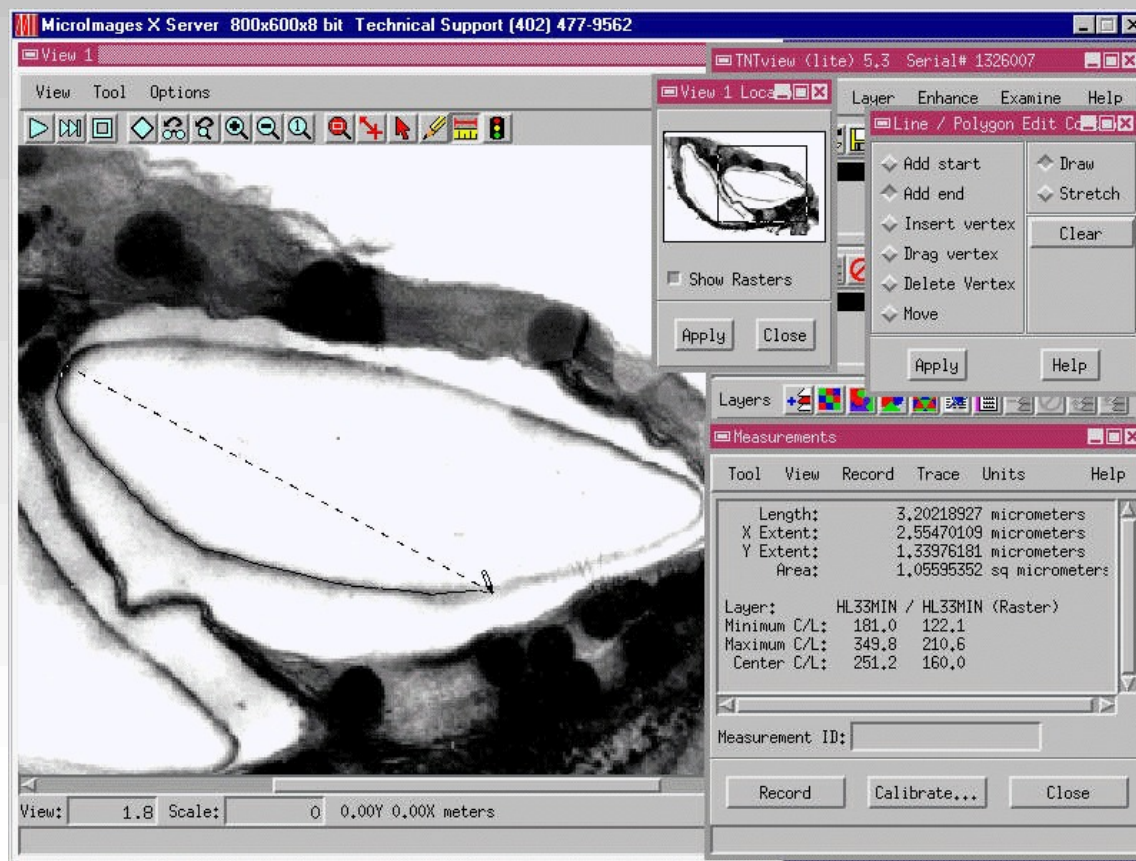 MicroImages X Server 800x600x8 bit Technical Support (402) 477-9562
View 1
View Tool Options
View: 1.8 Scale: 0 0.00Y 0.00X meters
TNTview (lite) 5.3 Serial# 1326007
Layer Enhance Examine Help
View 1 Loca
Show Rasters
Apply Close
Line / Polygon Edit Co
Add start
Add end
Insert vertex
Drag vertex
Delete Vertex
Move
Draw
Stretch
Clear
Apply Help
Layers
Measurements
Tool View Record Trace Units Help
Length: 3.20218927 micrometers
X Extent: 2.55470109 micrometers
Y Extent: 1.33976181 micrometers
Area: 1.05595352 sq micrometers
Layer: HL33MIN / HL33MIN (Raster)
Minimum C/L: 181.0 122.1
Maximum C/L: 349.8 210.6
Center C/L: 251.2 160.0
Measurement ID:
Record Calibrate... Close